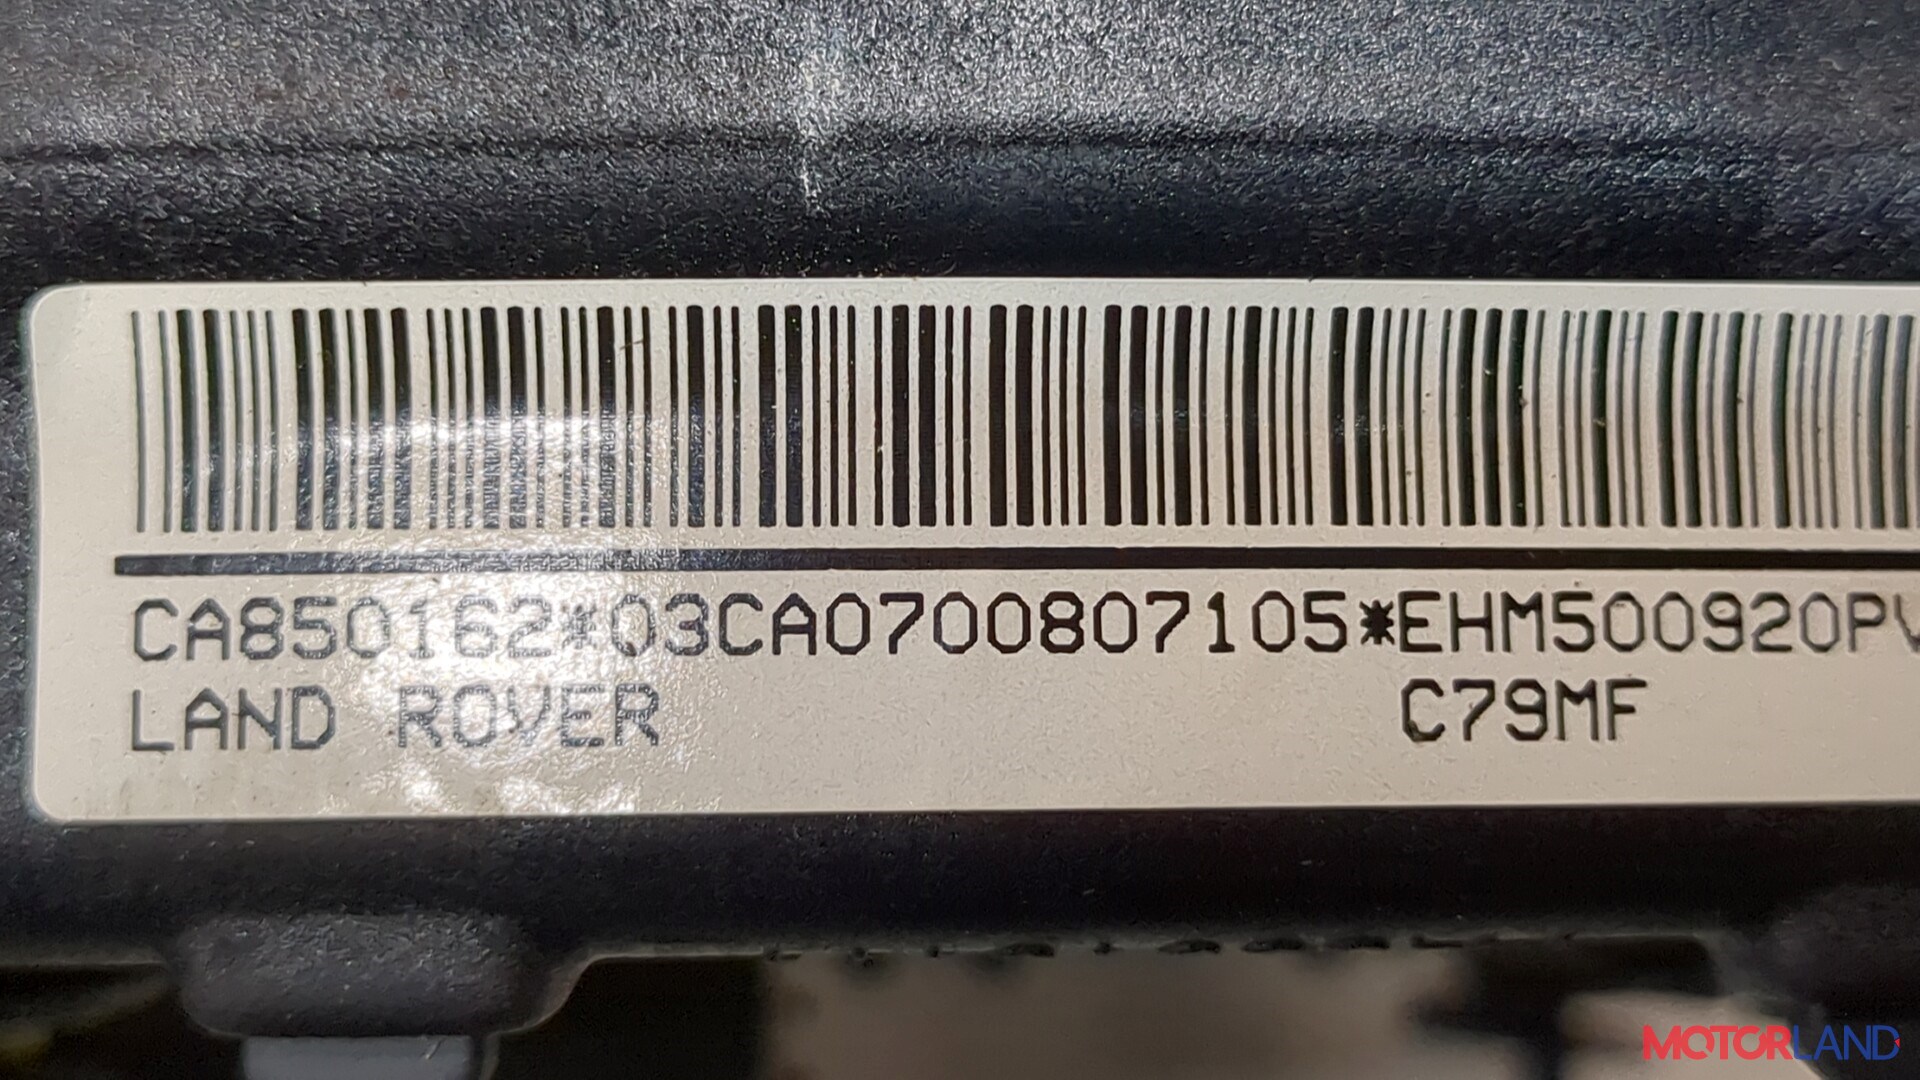 CA850162*03CA0700807105*EHM500920PV
LAND ROVER C79MF
MOTORLAND